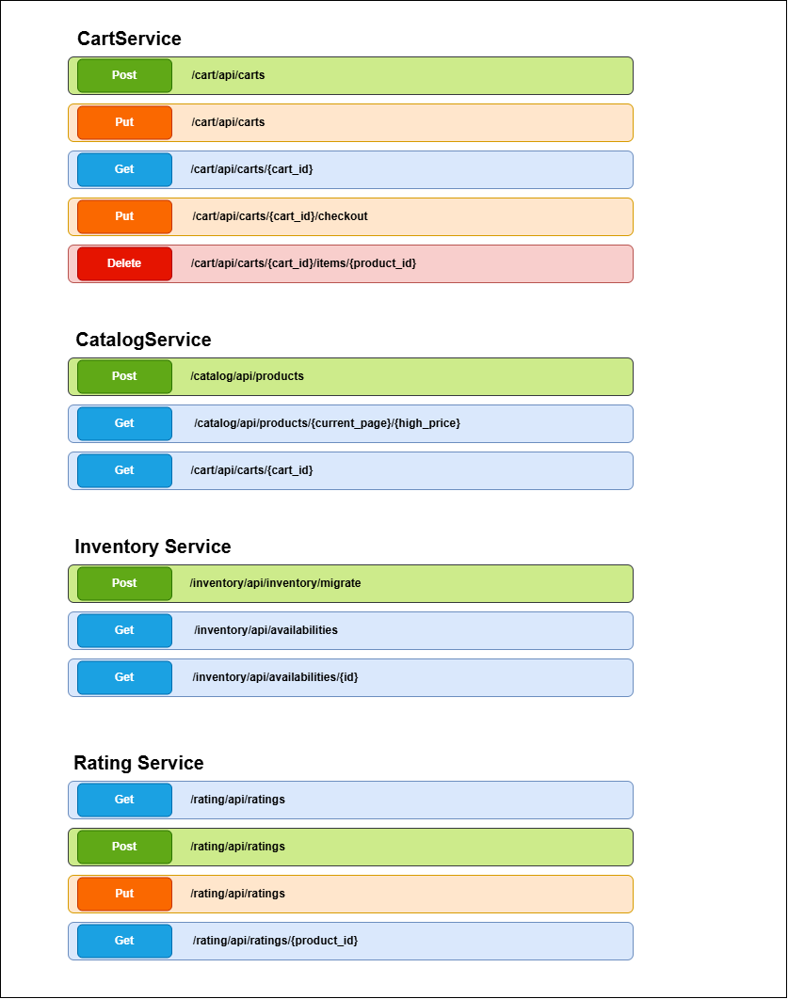 CartService
Post /cart/api/carts
Put /cart/api/carts
Get /cart/api/carts/{cart_id}
Put /cart/api/carts/{cart_id}/checkout
Delete /cart/api/carts/{cart_id}/items/{product_id}
CatalogService
Post /catalog/api/products
Get /catalog/api/products/{current_page}/{high_price}
Get /cart/api/carts/{cart_id}
Inventory Service
Post /inventory/api/inventory/migrate
Get /inventory/api/availabilities
Get /inventory/api/availabilities/{id}
Rating Service
Get /rating/api/ratings
Post /rating/api/ratings
Put /rating/api/ratings
Get /rating/api/ratings/{product_id}